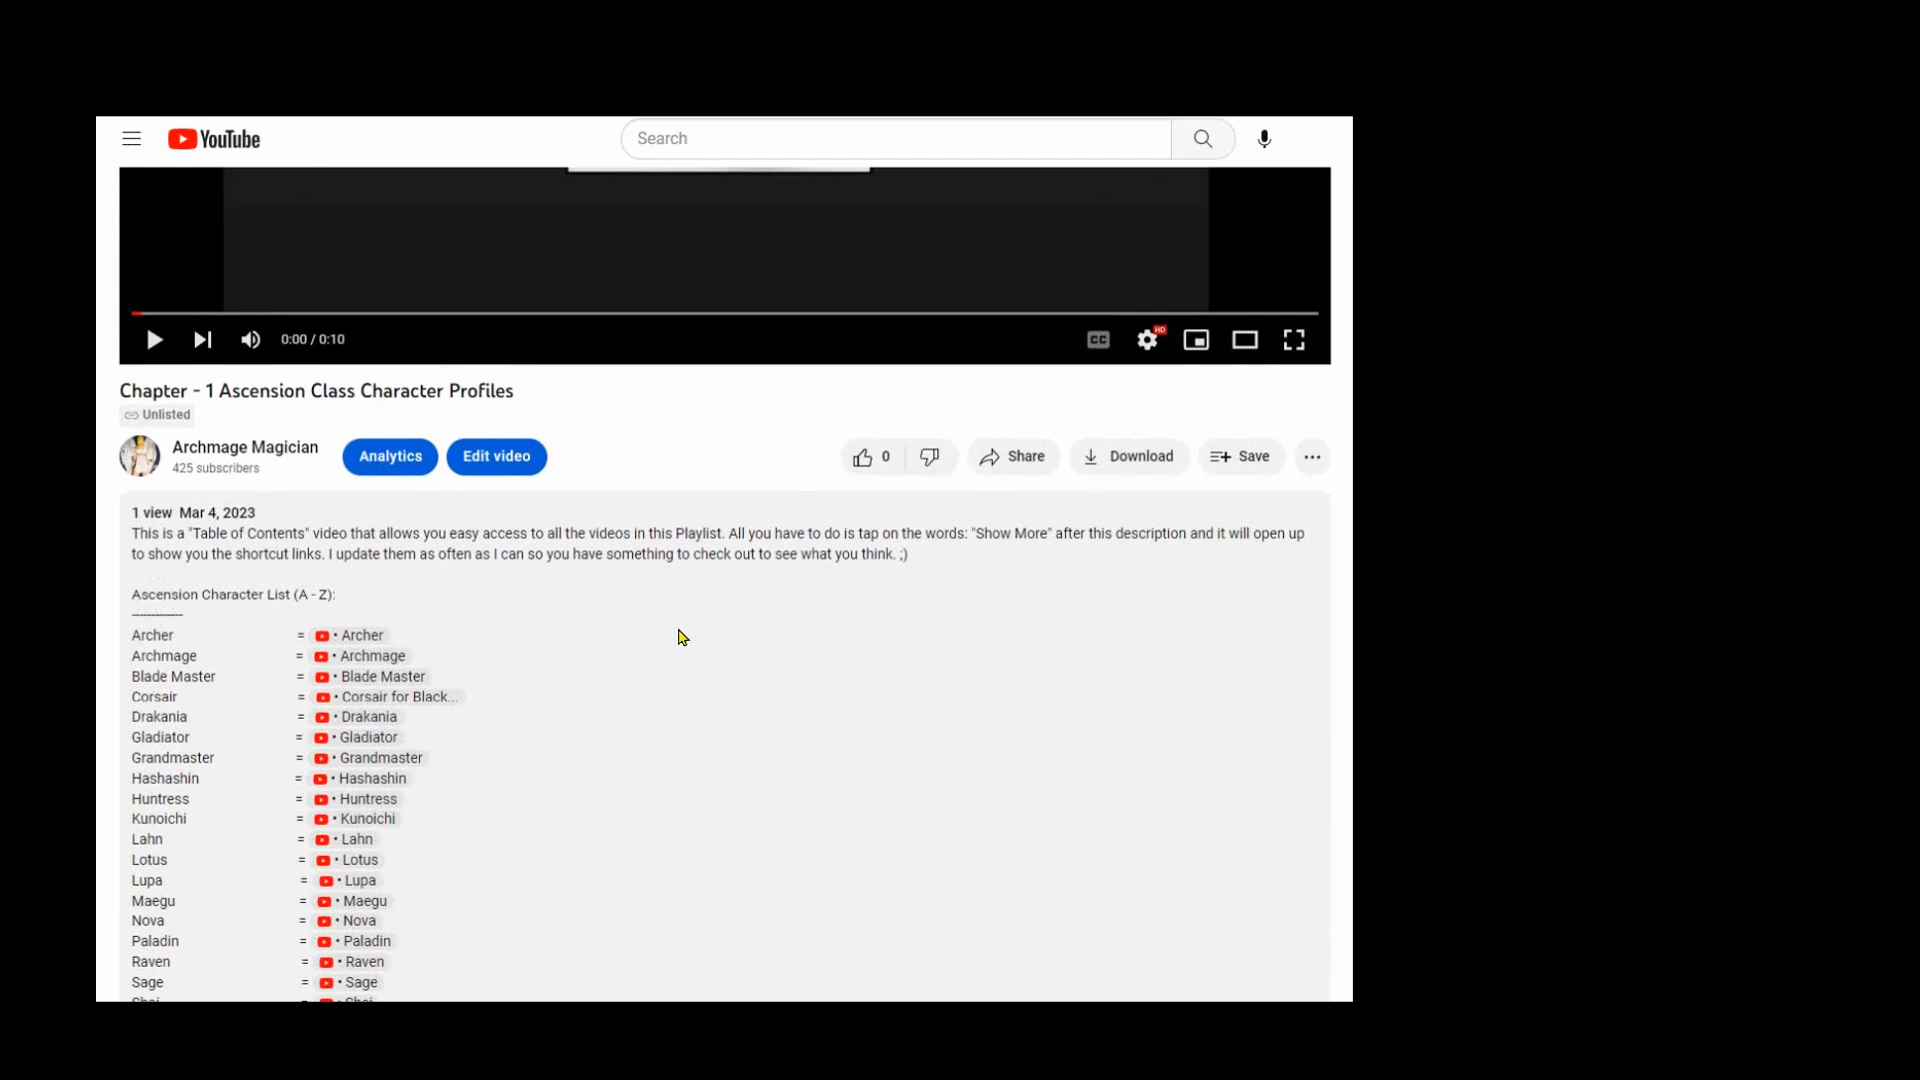 YouTube
Search
0:00 / 0:10
CC
HD
Chapter - 1 Ascension Class Character Profiles
Unlisted
Archmage Magician
425 subscribers
Analytics
Edit video
0
Share
Download
Save
1 view Mar 4, 2023
This is a "Table of Contents" video that allows you easy access to all the videos in this Playlist. All you have to do is tap on the words: "Show More" after this description and it will open up
to show you the shortcut links. I update them as often as I can so you have something to check out to see what you think. ;)
Ascension Character List (A - Z):
-------------
Archer = • Archer
Archmage = • Archmage
Blade Master = • Blade Master
Corsair = • Corsair for Black...
Drakania = • Drakania
Gladiator = • Gladiator
Grandmaster = • Grandmaster
Hashashin = • Hashashin
Huntress = • Huntress
Kunoichi = • Kunoichi
Lahn = • Lahn
Lotus = • Lotus
Lupa = • Lupa
Maegu = • Maegu
Nova = • Nova
Paladin = • Paladin
Raven = • Raven
Sage = • Sage